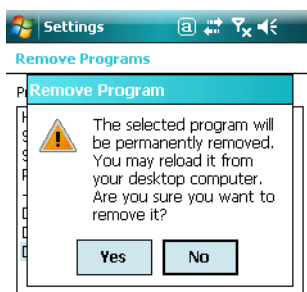 Settings
Remove Programs
Remove Program
The selected program will
be permanently removed.
You may reload it from
your desktop computer.
Are you sure you want to
remove it?
Yes No